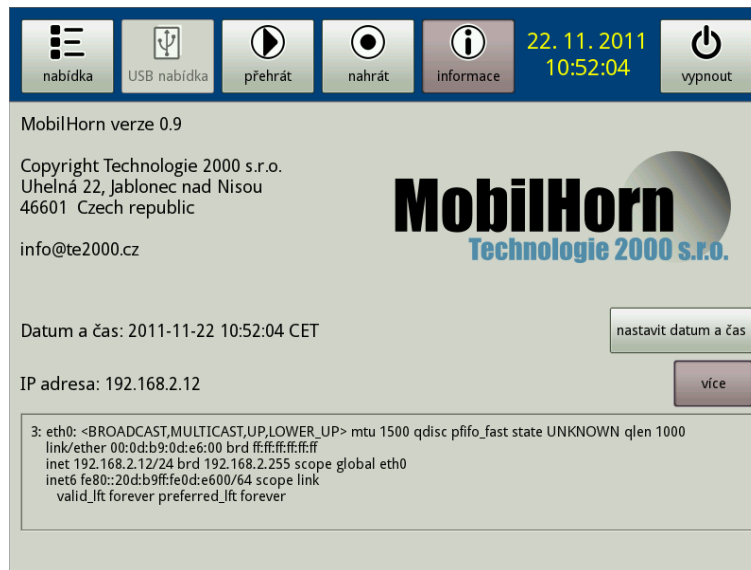 nabídka
USB nabídka
přehrát
nahrát
informace
22. 11. 2011
10:52:04
vypnout
MobilHorn verze 0.9
Copyright Technologie 2000 s.r.o.
Uhelná 22, Jablonec nad Nisou
46601  Czech republic
info@te2000.cz
MobilHorn
Technologie 2000 s.r.o.
Datum a čas: 2011-11-22 10:52:04 CET
nastavit datum a čas
IP adresa: 192.168.2.12
více
3: eth0: <BROADCAST,MULTICAST,UP,LOWER_UP> mtu 1500 qdisc pfifo_fast state UNKNOWN qlen 1000
link/ether 00:0d:b9:0d:e6:00 brd ff:ff:ff:ff:ff:ff
inet 192.168.2.12/24 brd 192.168.2.255 scope global eth0
inet6 fe80::20d:b9ff:fe0d:e600/64 scope link
valid_lft forever preferred_lft forever